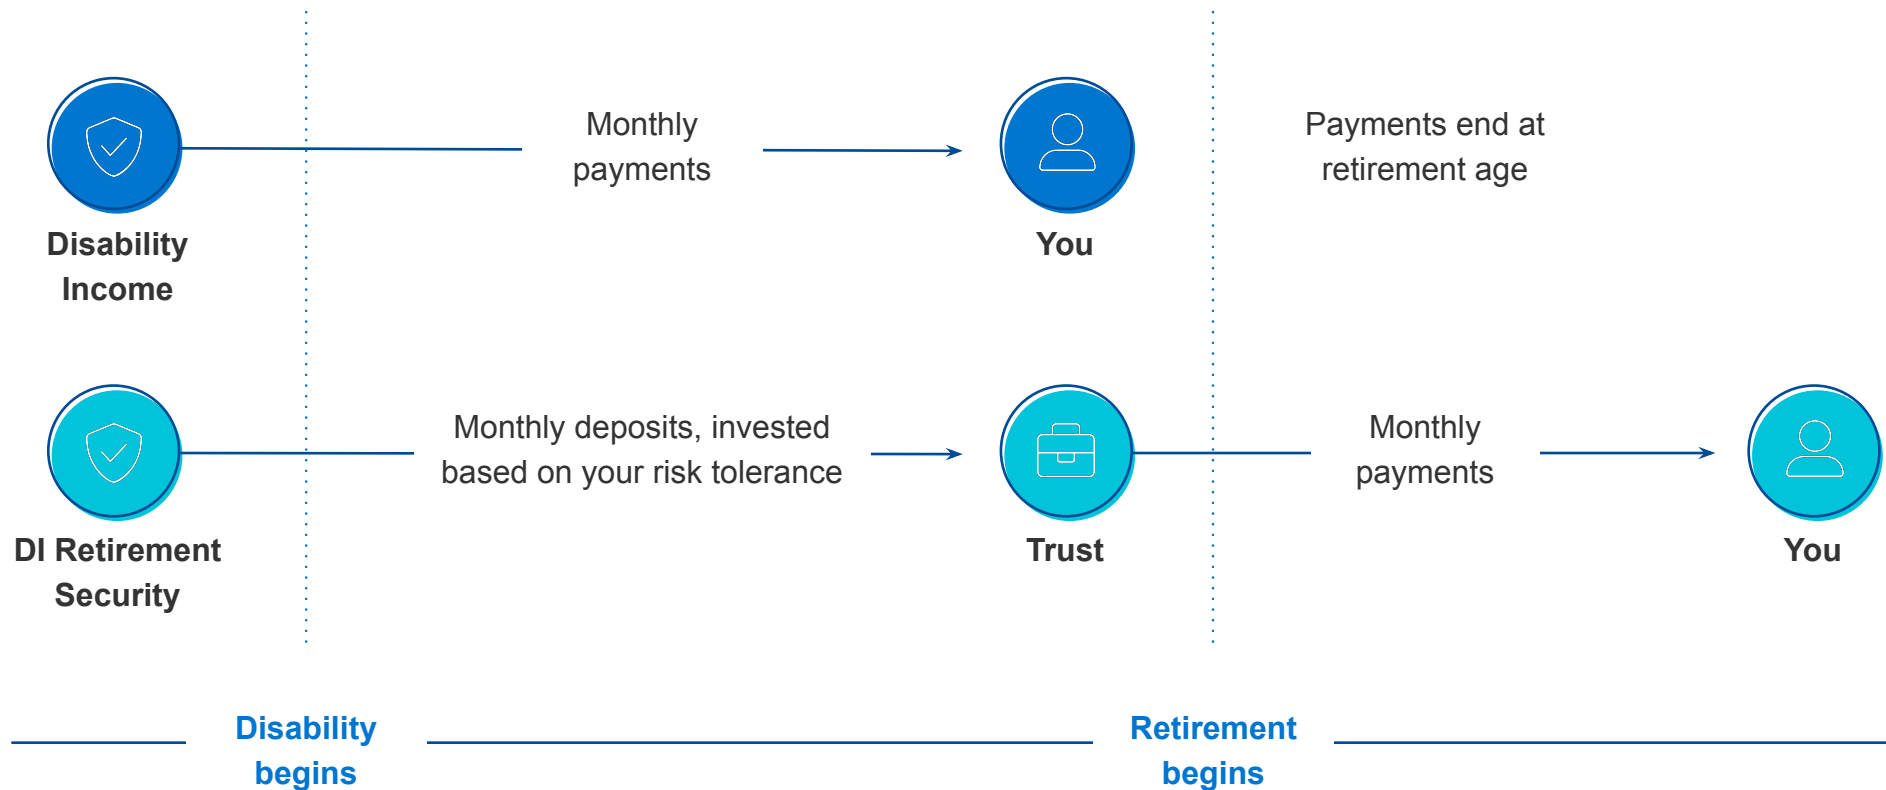 Monthly
payments
Payments end at
retirement age
Disability
Income
You
Monthly deposits, invested
based on your risk tolerance
Monthly
payments
DI Retirement
Security
Trust
You
Disability
begins
Retirement
begins